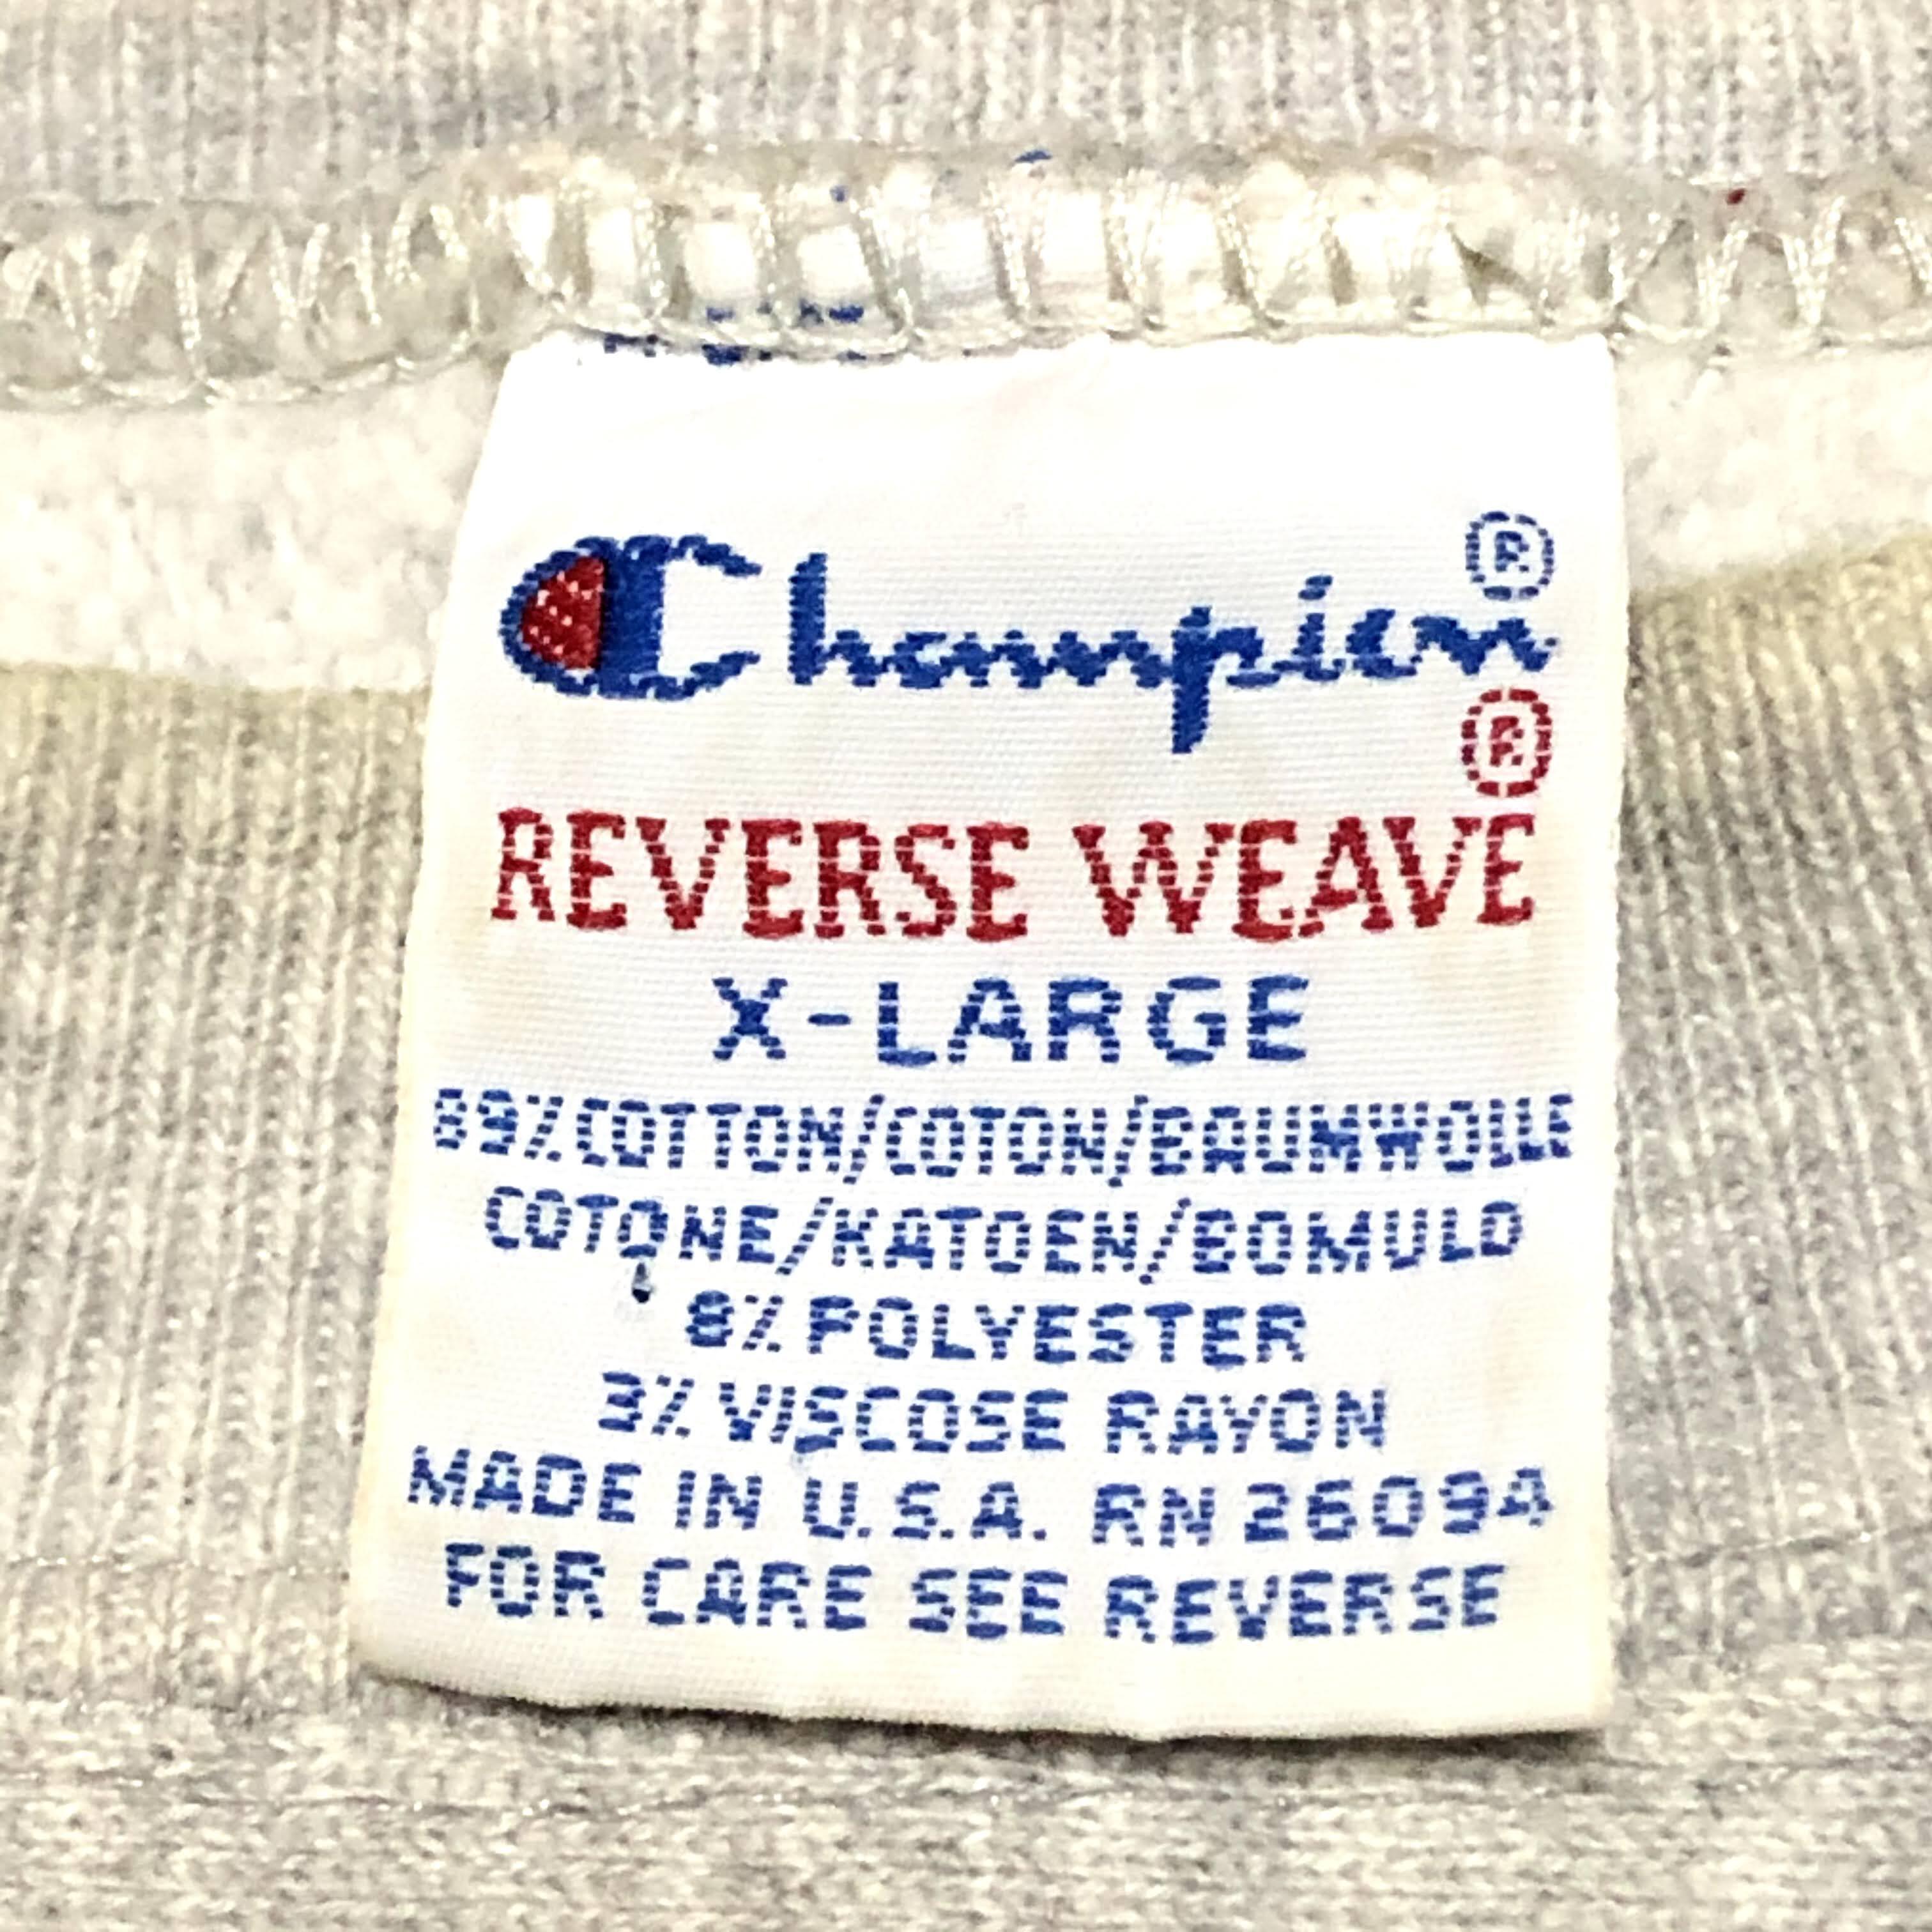 Champion®
REVERSE WEAVE®
X-LARGE
89% COTTON/COTON/BAUMWOLLE
COTONE/KATOEN/BOMULD
8% POLYESTER
3% VISCOSE RAYON
MADE IN U.S.A. RN 26094
FOR CARE SEE REVERSE